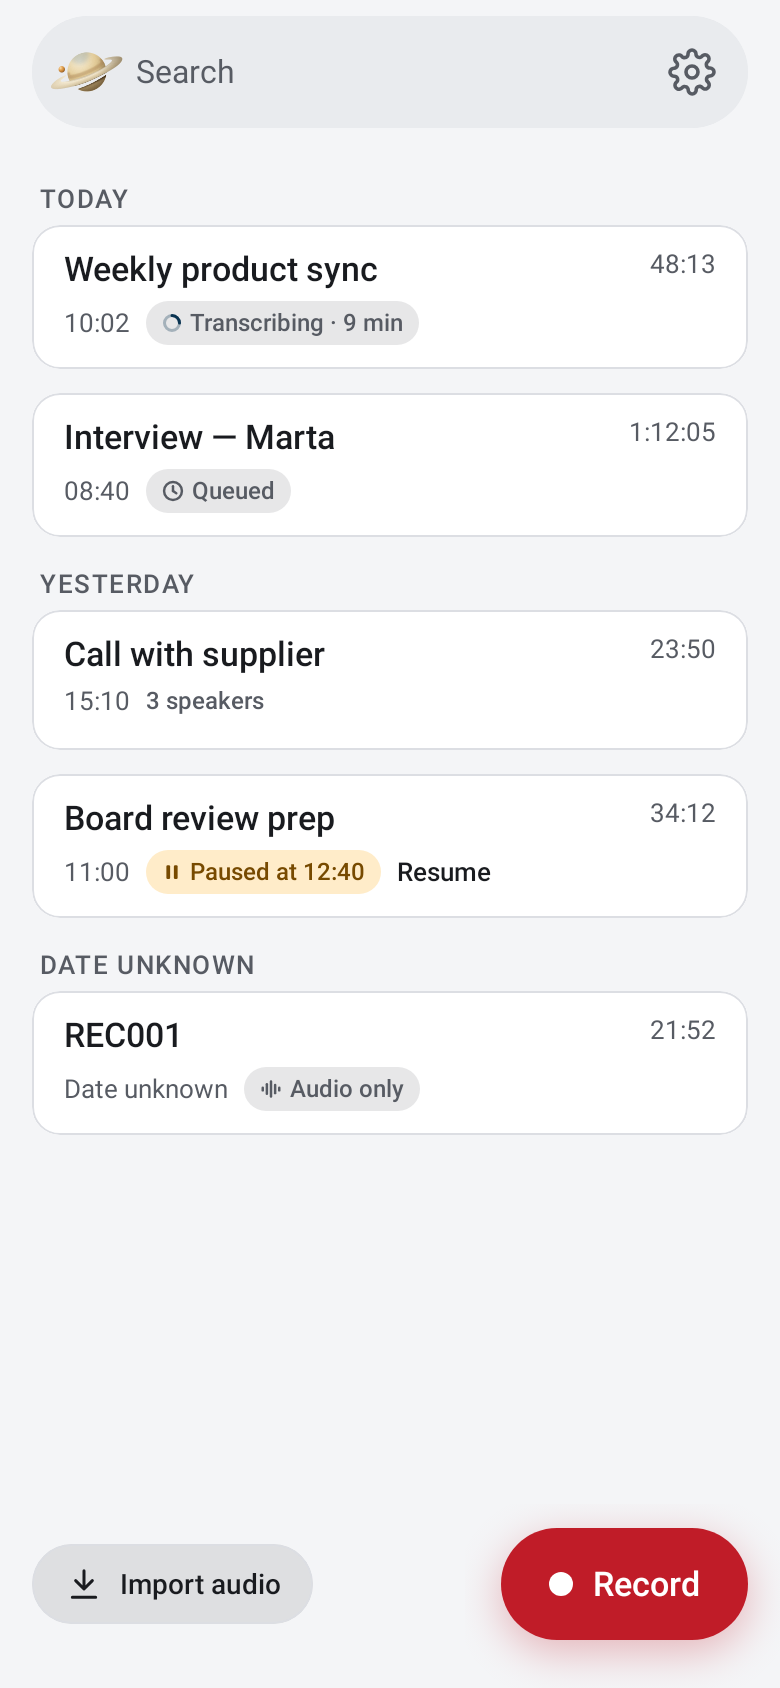 Search
TODAY
Weekly product sync 48:13
10:02 Transcribing · 9 min
Interview — Marta 1:12:05
08:40 Queued
YESTERDAY
Call with supplier 23:50
15:10 3 speakers
Board review prep 34:12
11:00 Paused at 12:40 Resume
DATE UNKNOWN
REC001 21:52
Date unknown Audio only
Import audio Record